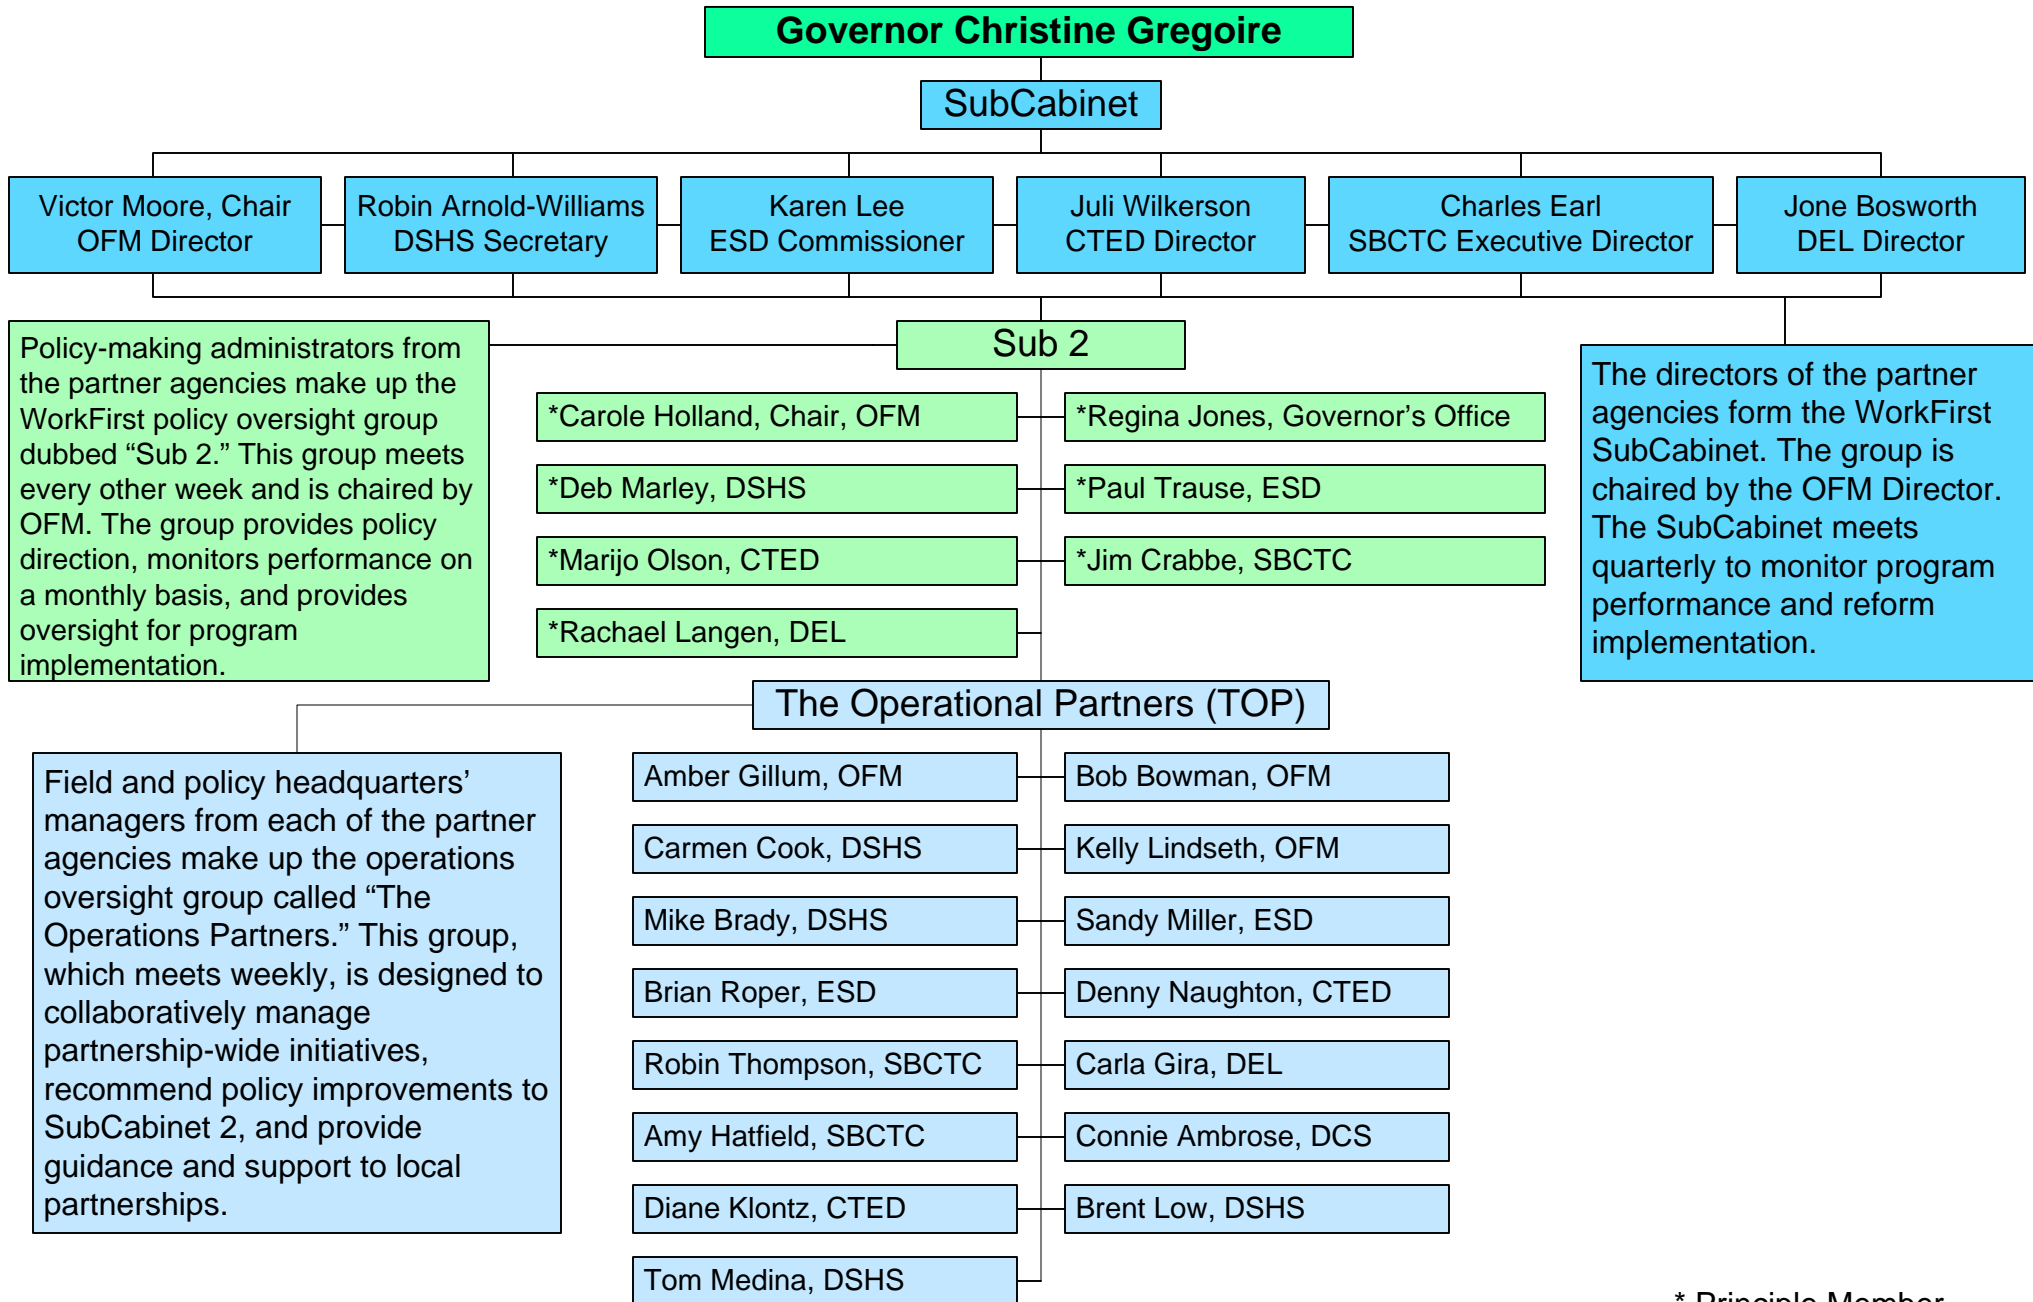 Governor Christine Gregoire
SubCabinet
Victor Moore, Chair
OFM Director
Robin Arnold-Williams
DSHS Secretary
Karen Lee
ESD Commissioner
Juli Wilkerson
CTED Director
Charles Earl
SBCTC Executive Director
Jone Bosworth
DEL Director
Policy-making administrators from
the partner agencies make up the
WorkFirst policy oversight group
dubbed “Sub 2.” This group meets
every other week and is chaired by
OFM. The group provides policy
direction, monitors performance on
a monthly basis, and provides
oversight for program
implementation.
Sub 2
*Carole Holland, Chair, OFM
*Regina Jones, Governor’s Office
*Deb Marley, DSHS
*Paul Trause, ESD
*Marijo Olson, CTED
*Jim Crabbe, SBCTC
*Rachael Langen, DEL
The directors of the partner
agencies form the WorkFirst
SubCabinet. The group is
chaired by the OFM Director.
The SubCabinet meets
quarterly to monitor program
performance and reform
implementation.
The Operational Partners (TOP)
Field and policy headquarters’
managers from each of the partner
agencies make up the operations
oversight group called “The
Operations Partners.” This group,
which meets weekly, is designed to
collaboratively manage
partnership-wide initiatives,
recommend policy improvements to
SubCabinet 2, and provide
guidance and support to local
partnerships.
Amber Gillum, OFM
Bob Bowman, OFM
Carmen Cook, DSHS
Kelly Lindseth, OFM
Mike Brady, DSHS
Sandy Miller, ESD
Brian Roper, ESD
Denny Naughton, CTED
Robin Thompson, SBCTC
Carla Gira, DEL
Amy Hatfield, SBCTC
Connie Ambrose, DCS
Diane Klontz, CTED
Brent Low, DSHS
Tom Medina, DSHS
* Principle Member